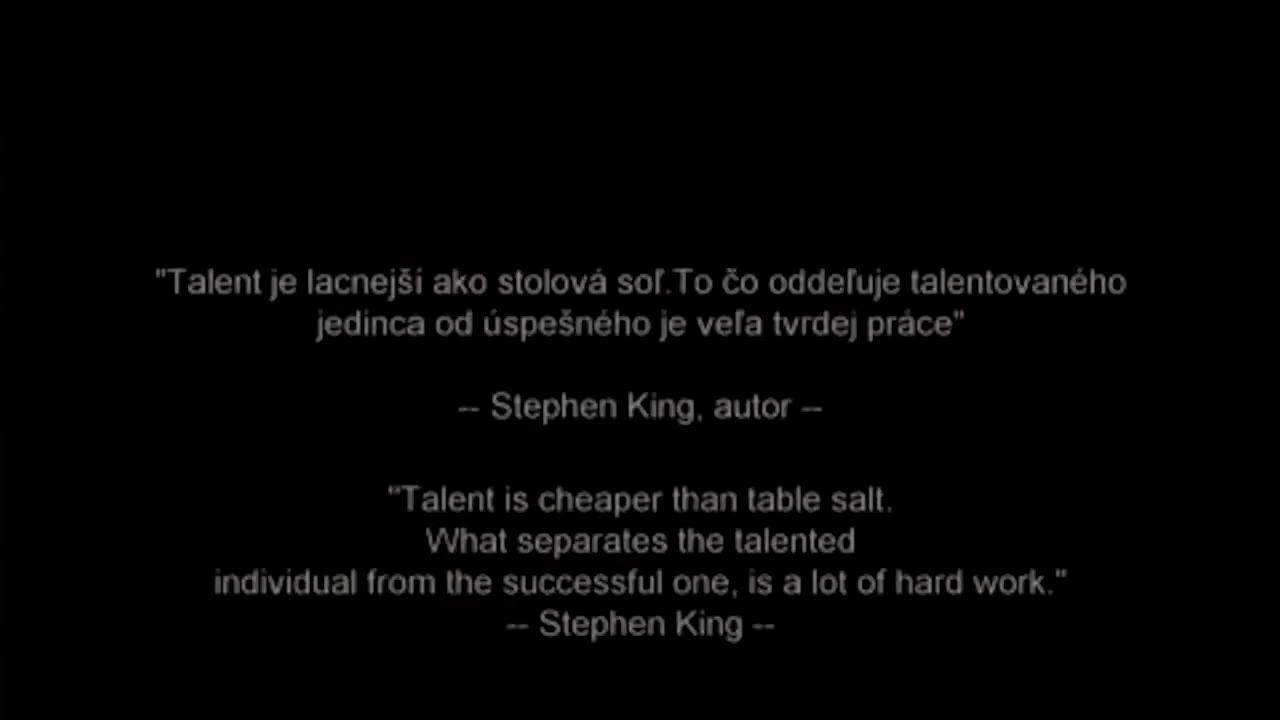 "Talent je lacnejší ako stolová soľ.To čo oddeľuje talentovaného
jedinca od úspešného je veľa tvrdej práce"
-- Stephen King, autor --
"Talent is cheaper than table salt.
What separates the talented
individual from the successful one, is a lot of hard work."
-- Stephen King --